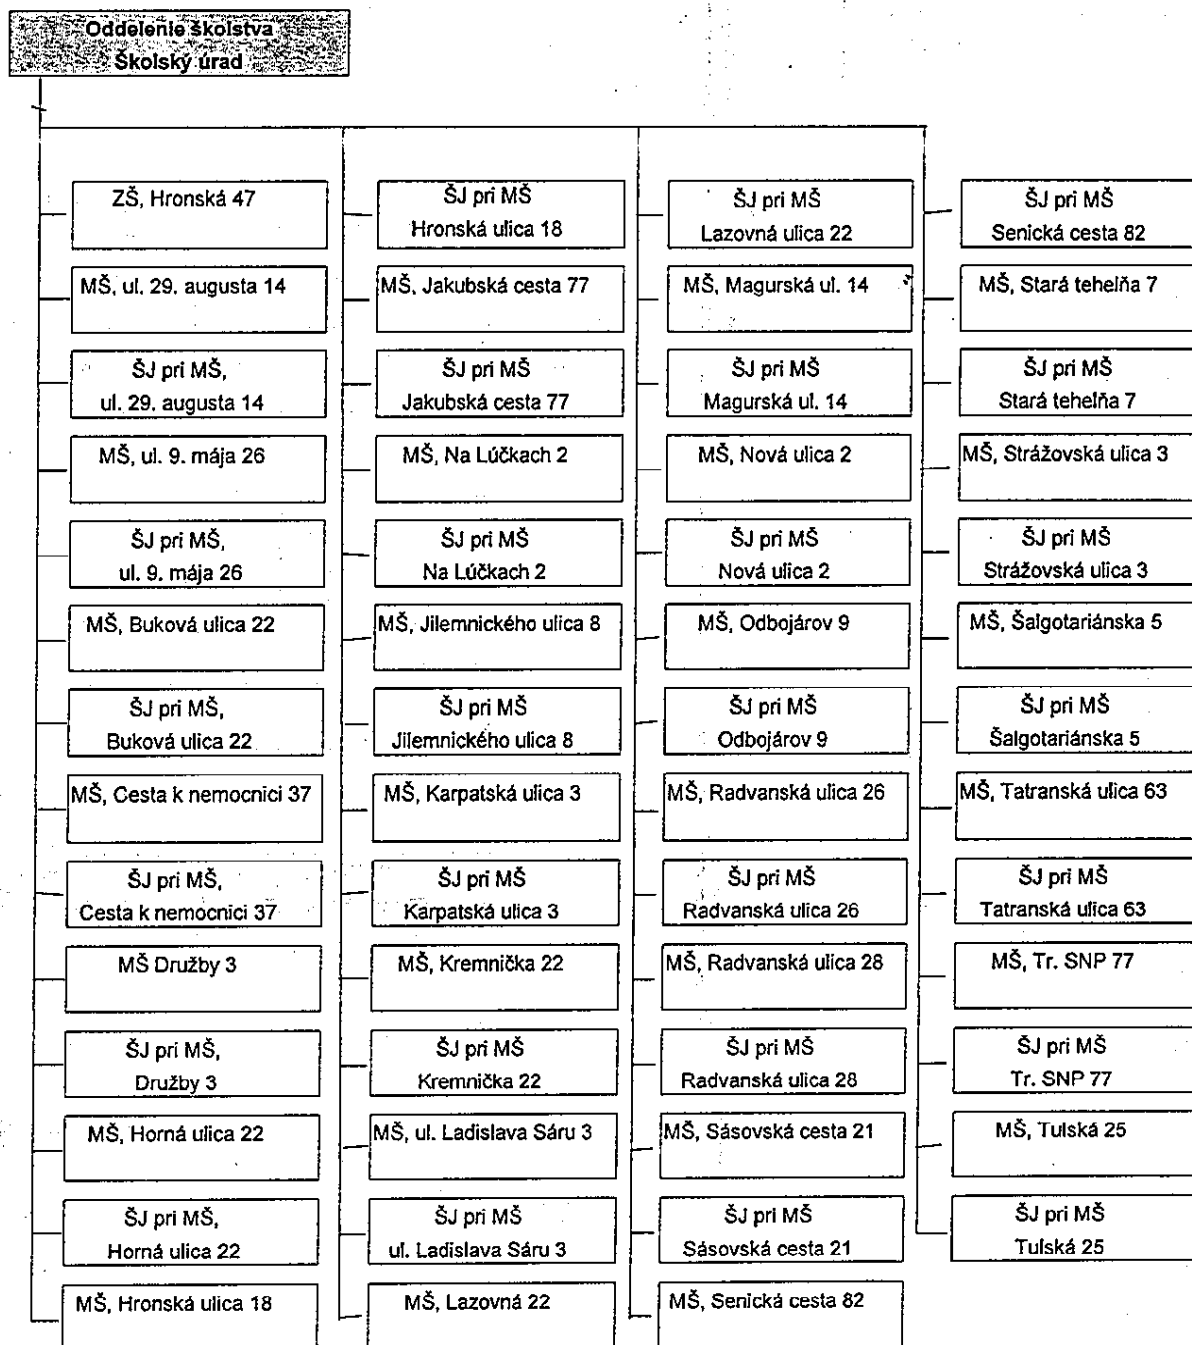 Oddelenie školstva
Školský úrad
ZŠ, Hronská 47
MŠ, ul. 29. augusta 14
ŠJ pri MŠ,
ul. 29. augusta 14
MŠ, ul. 9. mája 26
ŠJ pri MŠ,
ul. 9. mája 26
MŠ, Buková ulica 22
ŠJ pri MŠ,
Buková ulica 22
MŠ, Cesta k nemocnici 37
ŠJ pri MŠ,
Cesta k nemocnici 37
MŠ Družby 3
ŠJ pri MŠ,
Družby 3
MŠ, Horná ulica 22
ŠJ pri MŠ,
Horná ulica 22
MŠ, Hronská ulica 18
ŠJ pri MŠ
Hronská ulica 18
MŠ, Jakubská cesta 77
ŠJ pri MŠ
Jakubská cesta 77
MŠ, Na Lúčkach 2
ŠJ pri MŠ
Na Lúčkach 2
MŠ, Jilemnického ulica 8
ŠJ pri MŠ
Jilemnického ulica 8
MŠ, Karpatská ulica 3
ŠJ pri MŠ
Karpatská ulica 3
MŠ, Kremnička 22
ŠJ pri MŠ
Kremnička 22
MŠ, ul. Ladislava Sáru 3
ŠJ pri MŠ
ul. Ladislava Sáru 3
MŠ, Lazovná 22
ŠJ pri MŠ
Lazovná ulica 22
MŠ, Magurská ul. 14
ŠJ pri MŠ
Magurská ul. 14
MŠ, Nová ulica 2
ŠJ pri MŠ
Nová ulica 2
MŠ, Odbojárov 9
ŠJ pri MŠ
Odbojárov 9
MŠ, Radvanská ulica 26
ŠJ pri MŠ
Radvanská ulica 26
MŠ, Radvanská ulica 28
ŠJ pri MŠ
Radvanská ulica 28
MŠ, Sásovská cesta 21
ŠJ pri MŠ
Sásovská cesta 21
MŠ, Senická cesta 82
ŠJ pri MŠ
Senická cesta 82
MŠ, Stará tehelňa 7
ŠJ pri MŠ
Stará tehelňa 7
MŠ, Strážovská ulica 3
ŠJ pri MŠ
Strážovská ulica 3
MŠ, Šalgotariánska 5
ŠJ pri MŠ
Šalgotariánska 5
MŠ, Tatranská ulica 63
ŠJ pri MŠ
Tatranská ulica 63
MŠ, Tr. SNP 77
ŠJ pri MŠ
Tr. SNP 77
MŠ, Tulská 25
ŠJ pri MŠ
Tulská 25